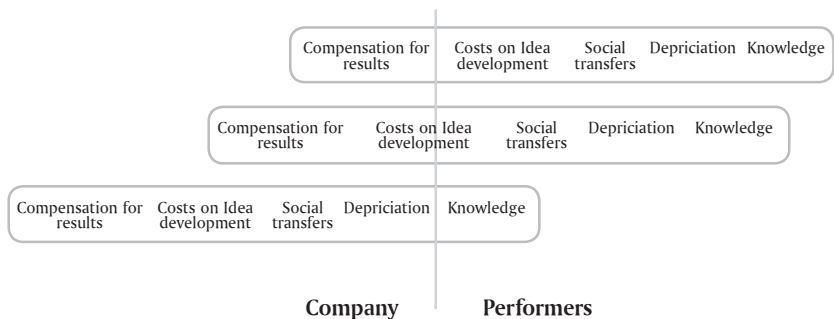 Compensation for results Costs on Idea development Social transfers Depriciation Knowledge
Compensation for results Costs on Idea development Social transfers Depriciation Knowledge
Compensation for results Costs on Idea development Social transfers Depriciation Knowledge
Company Performers